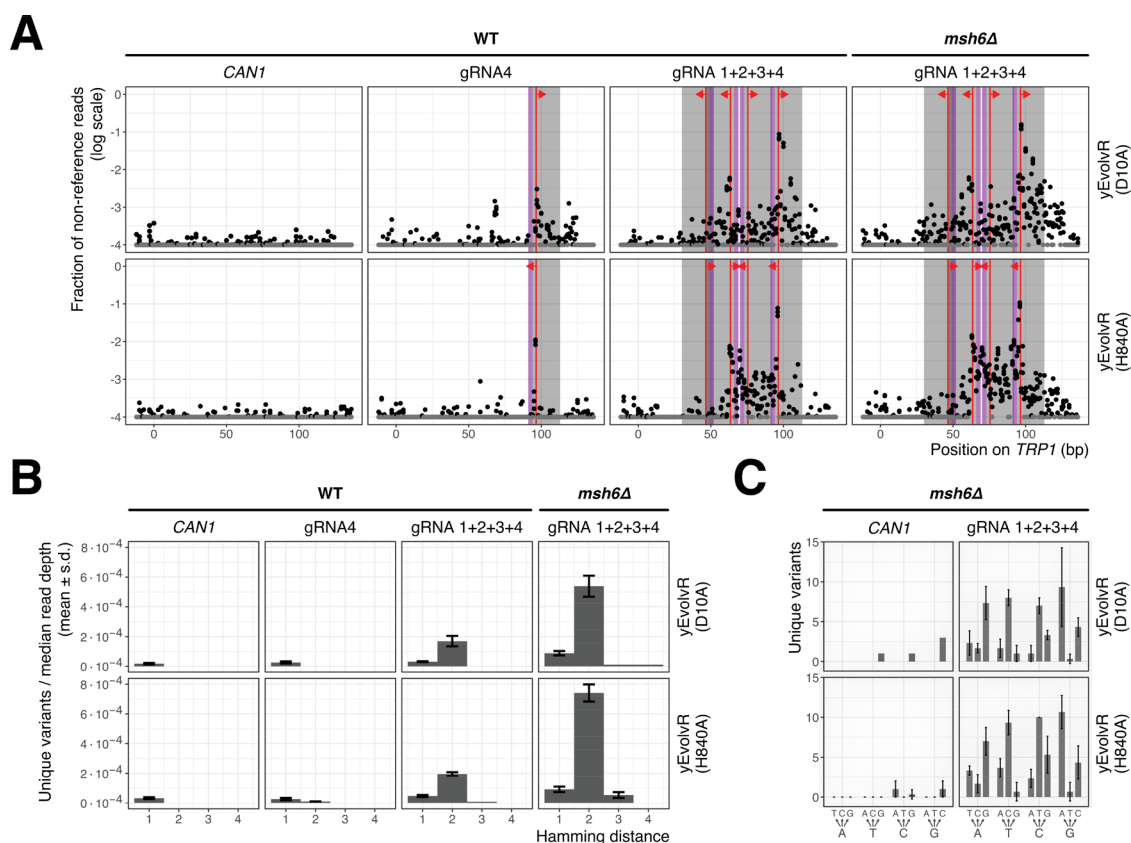 A
WT
msh6Δ
CAN1
gRNA4
gRNA 1+2+3+4
gRNA 1+2+3+4
Fraction of non-reference reads
(log scale)
0
-1
-2
-3
-4
yEvolvR
(D10A)
0
-1
-2
-3
-4
yEvolvR
(H840A)
0 50 100
0 50 100
0 50 100
0 50 100
Position on TRP1 (bp)
B
WT
msh6Δ
CAN1
gRNA4
gRNA 1+2+3+4
gRNA 1+2+3+4
Unique variants / median read depth
(mean ± s.d.)
8·10⁻⁴
6·10⁻⁴
4·10⁻⁴
2·10⁻⁴
0·10⁻⁴
yEvolvR
(D10A)
8·10⁻⁴
6·10⁻⁴
4·10⁻⁴
2·10⁻⁴
0·10⁻⁴
yEvolvR
(H840A)
1 2 3 4
1 2 3 4
1 2 3 4
1 2 3 4
Hamming distance
C
msh6Δ
CAN1
gRNA 1+2+3+4
Unique variants
15
10
5
0
yEvolvR
(D10A)
15
10
5
0
yEvolvR
(H840A)
TCG ACG ATG ATC
A T C G
TCG ACG ATG ATC
A T C G